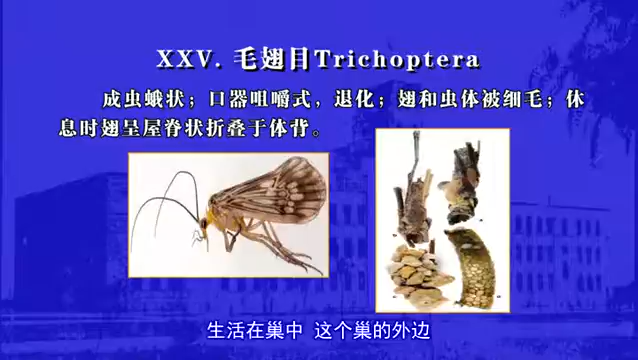 XXV. 毛翅目Trichoptera
成虫蛾状；口器咀嚼式，退化；翅和虫体被细毛；休
息时翅呈屋脊状折叠于体背。
生活在巢中 这个巢的外边